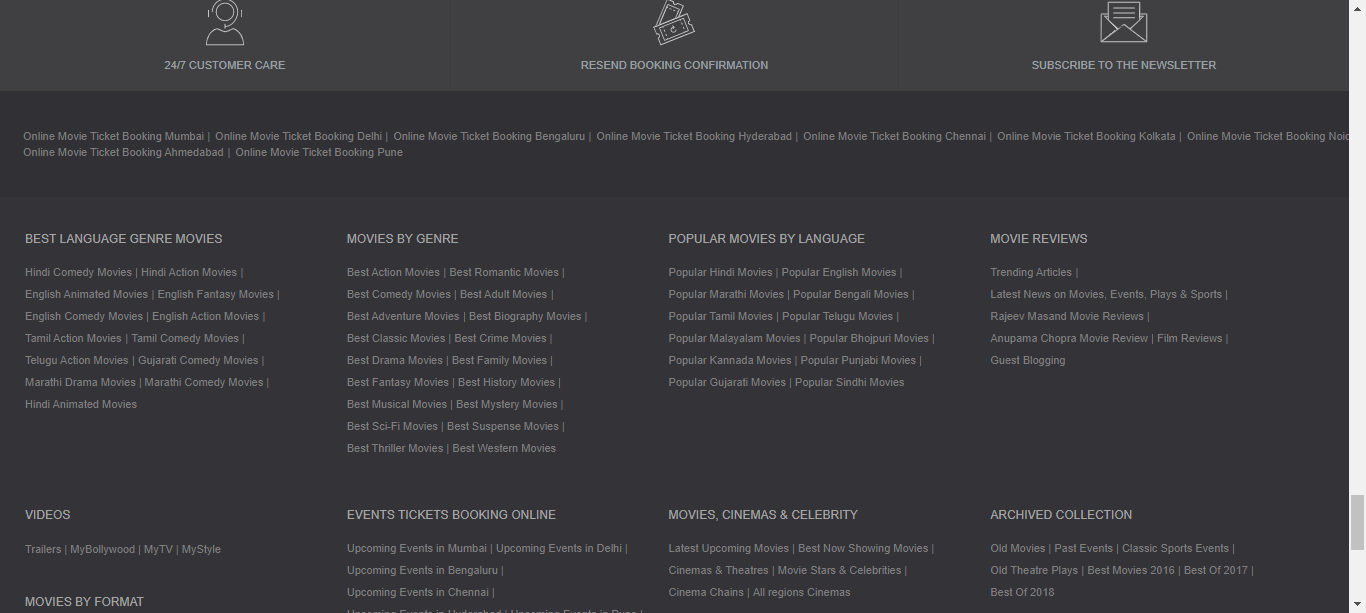 24/7 CUSTOMER CARE
RESEND BOOKING CONFIRMATION
SUBSCRIBE TO THE NEWSLETTER
Online Movie Ticket Booking Mumbai | Online Movie Ticket Booking Delhi | Online Movie Ticket Booking Bengaluru | Online Movie Ticket Booking Hyderabad | Online Movie Ticket Booking Chennai | Online Movie Ticket Booking Kolkata | Online Movie Ticket Booking
Online Movie Ticket Booking Ahmedabad | Online Movie Ticket Booking Pune
BEST LANGUAGE GENRE MOVIES
Hindi Comedy Movies | Hindi Action Movies |
English Animated Movies | English Fantasy Movies |
English Comedy Movies | English Action Movies |
Tamil Action Movies | Tamil Comedy Movies |
Telugu Action Movies | Gujarati Comedy Movies |
Marathi Drama Movies | Marathi Comedy Movies |
Hindi Animated Movies
MOVIES BY GENRE
Best Action Movies | Best Romantic Movies |
Best Comedy Movies | Best Adult Movies |
Best Adventure Movies | Best Biography Movies |
Best Classic Movies | Best Crime Movies |
Best Drama Movies | Best Family Movies |
Best Fantasy Movies | Best History Movies |
Best Musical Movies | Best Mystery Movies |
Best Sci-Fi Movies | Best Suspense Movies |
Best Thriller Movies | Best Western Movies
POPULAR MOVIES BY LANGUAGE
Popular Hindi Movies | Popular English Movies |
Popular Marathi Movies | Popular Bengali Movies |
Popular Tamil Movies | Popular Telugu Movies |
Popular Malayalam Movies | Popular Bhojpuri Movies |
Popular Kannada Movies | Popular Punjabi Movies |
Popular Gujarati Movies | Popular Sindhi Movies
MOVIE REVIEWS
Trending Articles |
Latest News on Movies, Events, Plays & Sports |
Rajeev Masand Movie Reviews |
Anupama Chopra Movie Review | Film Reviews |
Guest Blogging
VIDEOS
Trailers | MyBollywood | MyTV | MyStyle
MOVIES BY FORMAT
EVENTS TICKETS BOOKING ONLINE
Upcoming Events in Mumbai | Upcoming Events in Delhi |
Upcoming Events in Bengaluru |
Upcoming Events in Chennai |
Upcoming Events in Hyderabad | Upcoming Events in Pune |
MOVIES, CINEMAS & CELEBRITY
Latest Upcoming Movies | Best Now Showing Movies |
Cinemas & Theatres | Movie Stars & Celebrities |
Cinema Chains | All regions Cinemas
ARCHIVED COLLECTION
Old Movies | Past Events | Classic Sports Events |
Old Theatre Plays | Best Movies 2016 | Best Of 2017 |
Best Of 2018